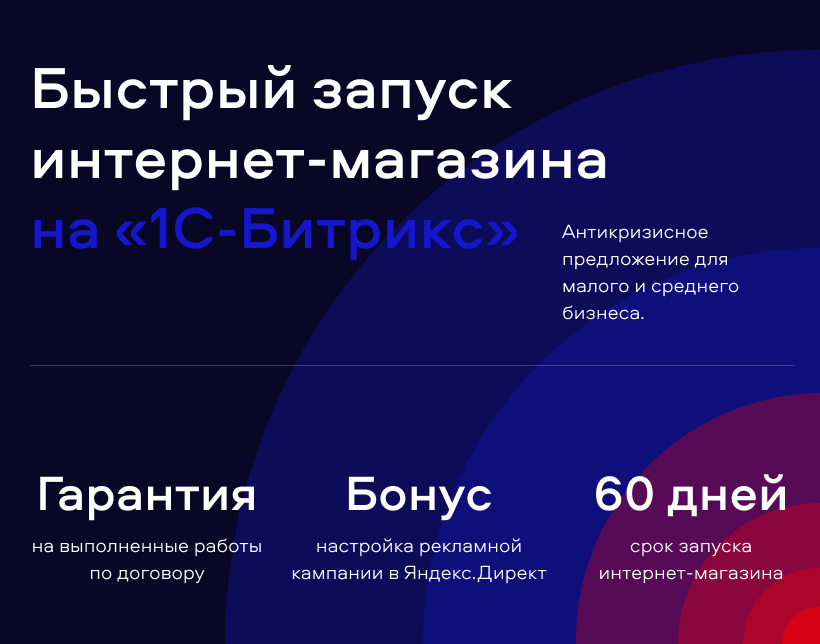 Быстрый запуск
интернет-магазина
на «1С-Битрикс»
Антикризисное
предложение для
малого и среднего
бизнеса.
Гарантия
на выполненные работы
по договору
Бонус
настройка рекламной
кампании в Яндекс.Директ
60 дней
срок запуска
интернет-магазина